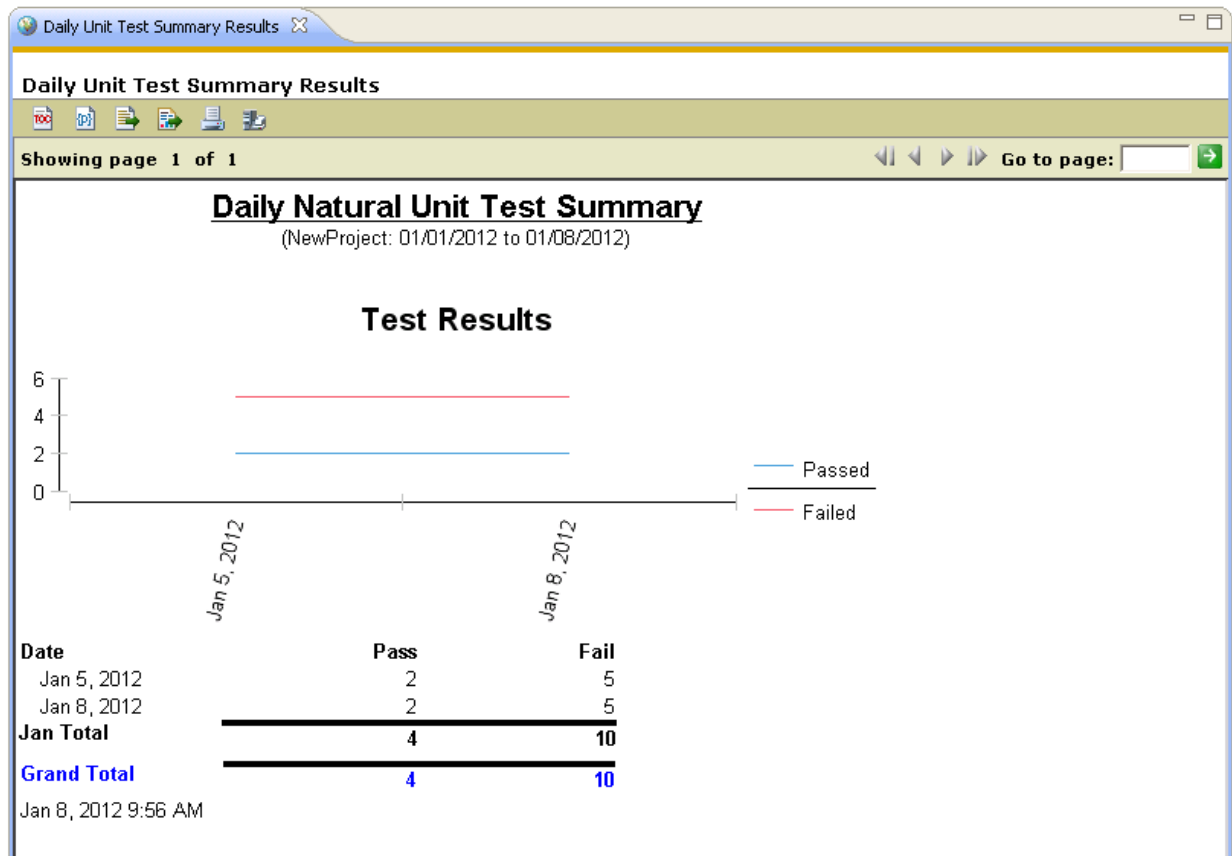 Daily Unit Test Summary Results
Daily Unit Test Summary Results
TOC
Showing page 1 of 1
Go to page:
Daily Natural Unit Test Summary
(NewProject: 01/01/2012 to 01/08/2012)
Test Results
6
4
2
0
Passed
Failed
Jan 5, 2012
Jan 8, 2012
Date Pass Fail
Jan 5, 2012 2 5
Jan 8, 2012 2 5
Jan Total 4 10
Grand Total 4 10
Jan 8, 2012 9:56 AM